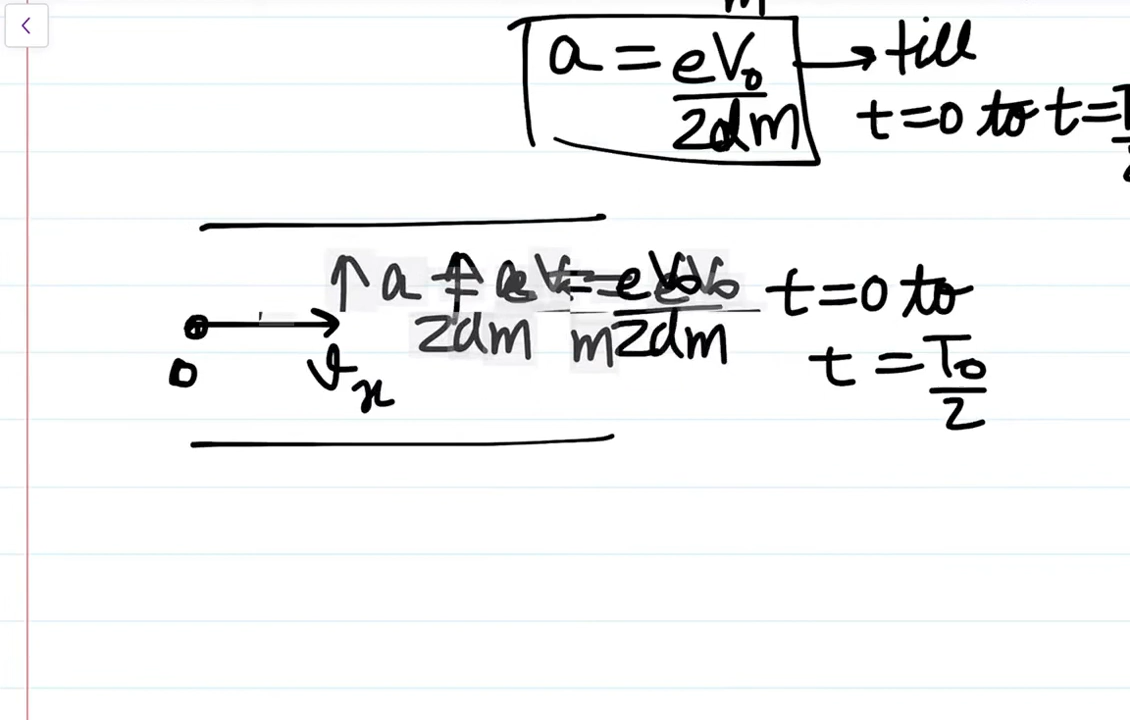 a = eV₀/2dm → till
t=0 to t=
↑ a = eV₀/2dm t=0 to
t = T₀/2
O vₓ